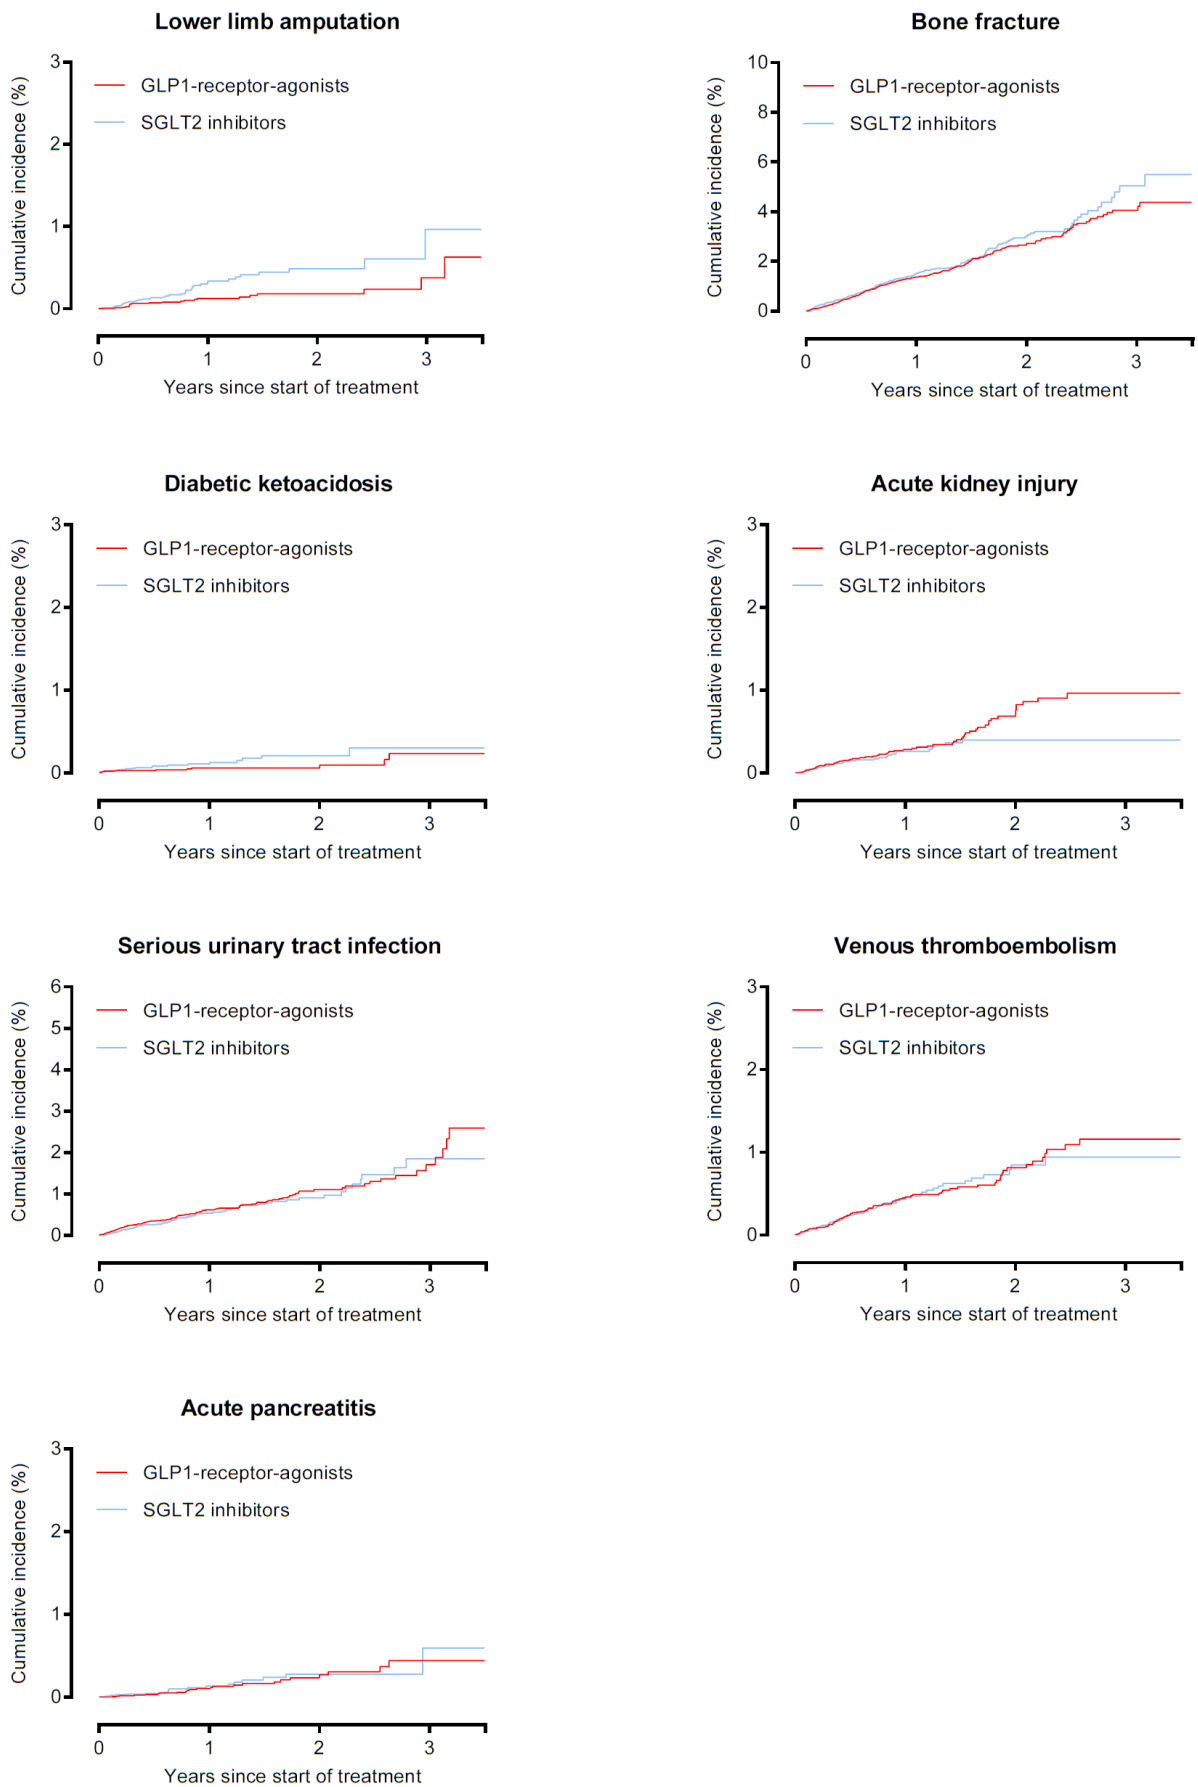 Lower limb amputation
Cumulative incidence (%)
3
2
1
0
GLP1-receptor-agonists
SGLT2 inhibitors
0 1 2 3
Years since start of treatment
Bone fracture
Cumulative incidence (%)
10
8
6
4
2
0
GLP1-receptor-agonists
SGLT2 inhibitors
0 1 2 3
Years since start of treatment
Diabetic ketoacidosis
Cumulative incidence (%)
3
2
1
0
GLP1-receptor-agonists
SGLT2 inhibitors
0 1 2 3
Years since start of treatment
Acute kidney injury
Cumulative incidence (%)
3
2
1
0
GLP1-receptor-agonists
SGLT2 inhibitors
0 1 2 3
Years since start of treatment
Serious urinary tract infection
Cumulative incidence (%)
6
5
4
3
2
1
0
GLP1-receptor-agonists
SGLT2 inhibitors
0 1 2 3
Years since start of treatment
Venous thromboembolism
Cumulative incidence (%)
3
2
1
0
GLP1-receptor-agonists
SGLT2 inhibitors
0 1 2 3
Years since start of treatment
Acute pancreatitis
Cumulative incidence (%)
3
2
1
0
GLP1-receptor-agonists
SGLT2 inhibitors
0 1 2 3
Years since start of treatment